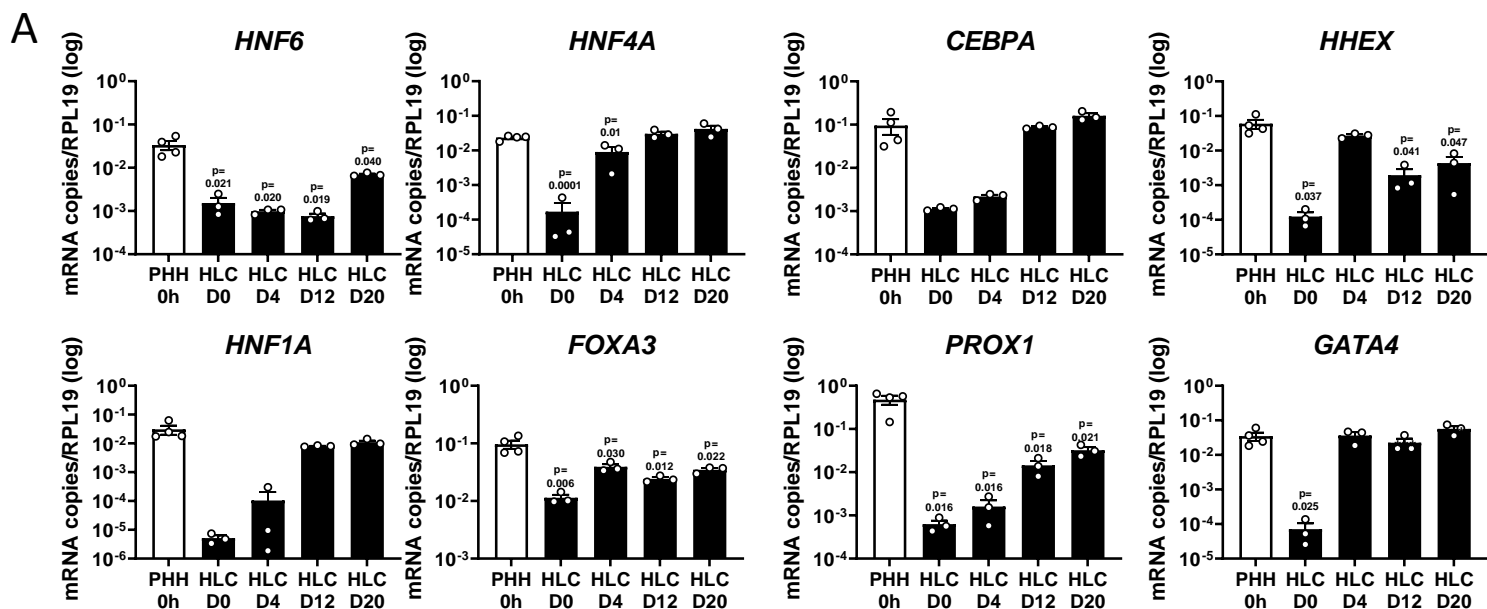 A
HNF6
mRNA copies/RPL19 (log)
10⁰
10⁻¹
10⁻²
10⁻³
10⁻⁴
p=
0.021
p=
0.020
p=
0.019
p=
0.040
PHH HLC HLC HLC HLC
0h D0 D4 D12 D20
HNF4A
mRNA copies/RPL19 (log)
10⁰
10⁻¹
10⁻²
10⁻³
10⁻⁴
10⁻⁵
p=
0.0001
p=
0.01
PHH HLC HLC HLC HLC
0h D0 D4 D12 D20
CEBPA
mRNA copies/RPL19 (log)
10⁰
10⁻¹
10⁻²
10⁻³
10⁻⁴
PHH HLC HLC HLC HLC
0h D0 D4 D12 D20
HHEX
mRNA copies/RPL19 (log)
10⁰
10⁻¹
10⁻²
10⁻³
10⁻⁴
10⁻⁵
p=
0.037
p=
0.041
p=
0.047
PHH HLC HLC HLC HLC
0h D0 D4 D12 D20
HNF1A
mRNA copies/RPL19 (log)
10⁰
10⁻¹
10⁻²
10⁻³
10⁻⁴
10⁻⁵
10⁻⁶
PHH HLC HLC HLC HLC
0h D0 D4 D12 D20
FOXA3
mRNA copies/RPL19 (log)
10⁰
10⁻¹
10⁻²
10⁻³
p=
0.006
p=
0.030
p=
0.012
p=
0.022
PHH HLC HLC HLC HLC
0h D0 D4 D12 D20
PROX1
mRNA copies/RPL19 (log)
10⁰
10⁻¹
10⁻²
10⁻³
10⁻⁴
p=
0.016
p=
0.016
p=
0.018
p=
0.021
PHH HLC HLC HLC HLC
0h D0 D4 D12 D20
GATA4
mRNA copies/RPL19 (log)
10⁰
10⁻¹
10⁻²
10⁻³
10⁻⁴
10⁻⁵
p=
0.025
PHH HLC HLC HLC HLC
0h D0 D4 D12 D20